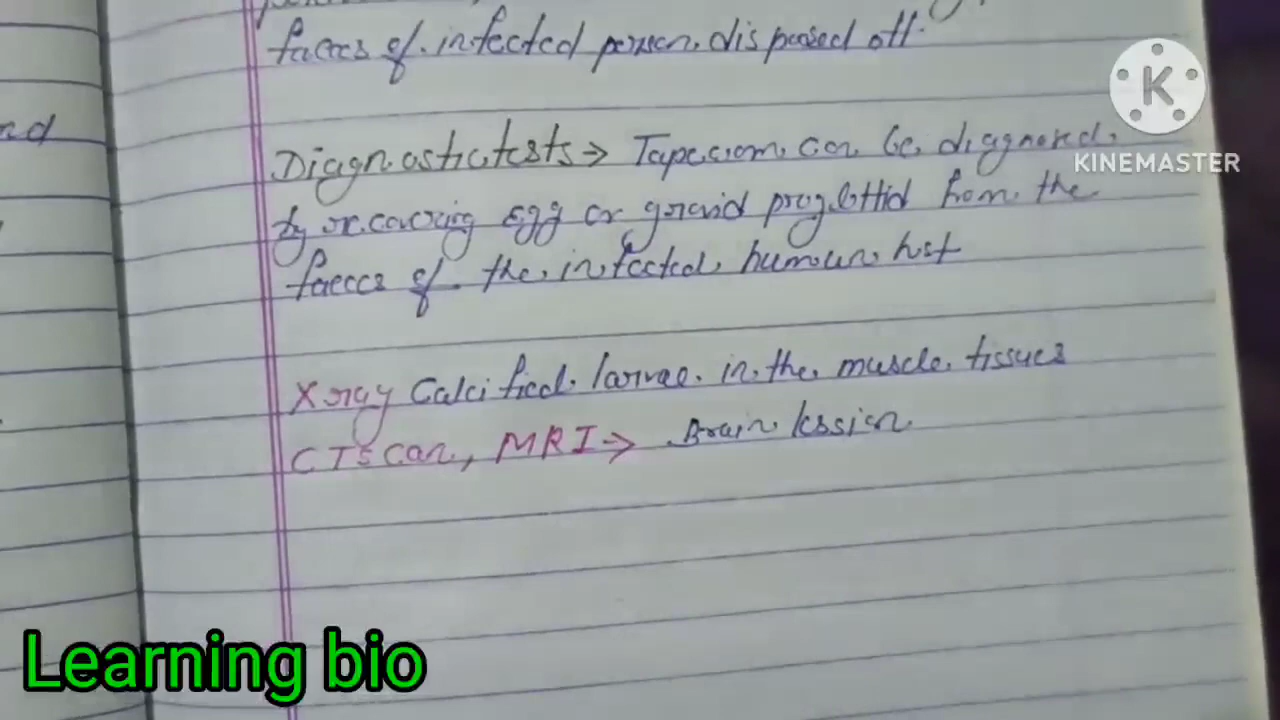 faeces of infected person disposed off.
nd
Diagnostic tests → Tapeworm can be diagnosed
by recovering egg or gravid proglottid from the
faeces of the infected human host
X ray Calcified larvae in the muscle tissues
CT Scan, MRI → Brain lession
K
KINEMASTER
Learning bio